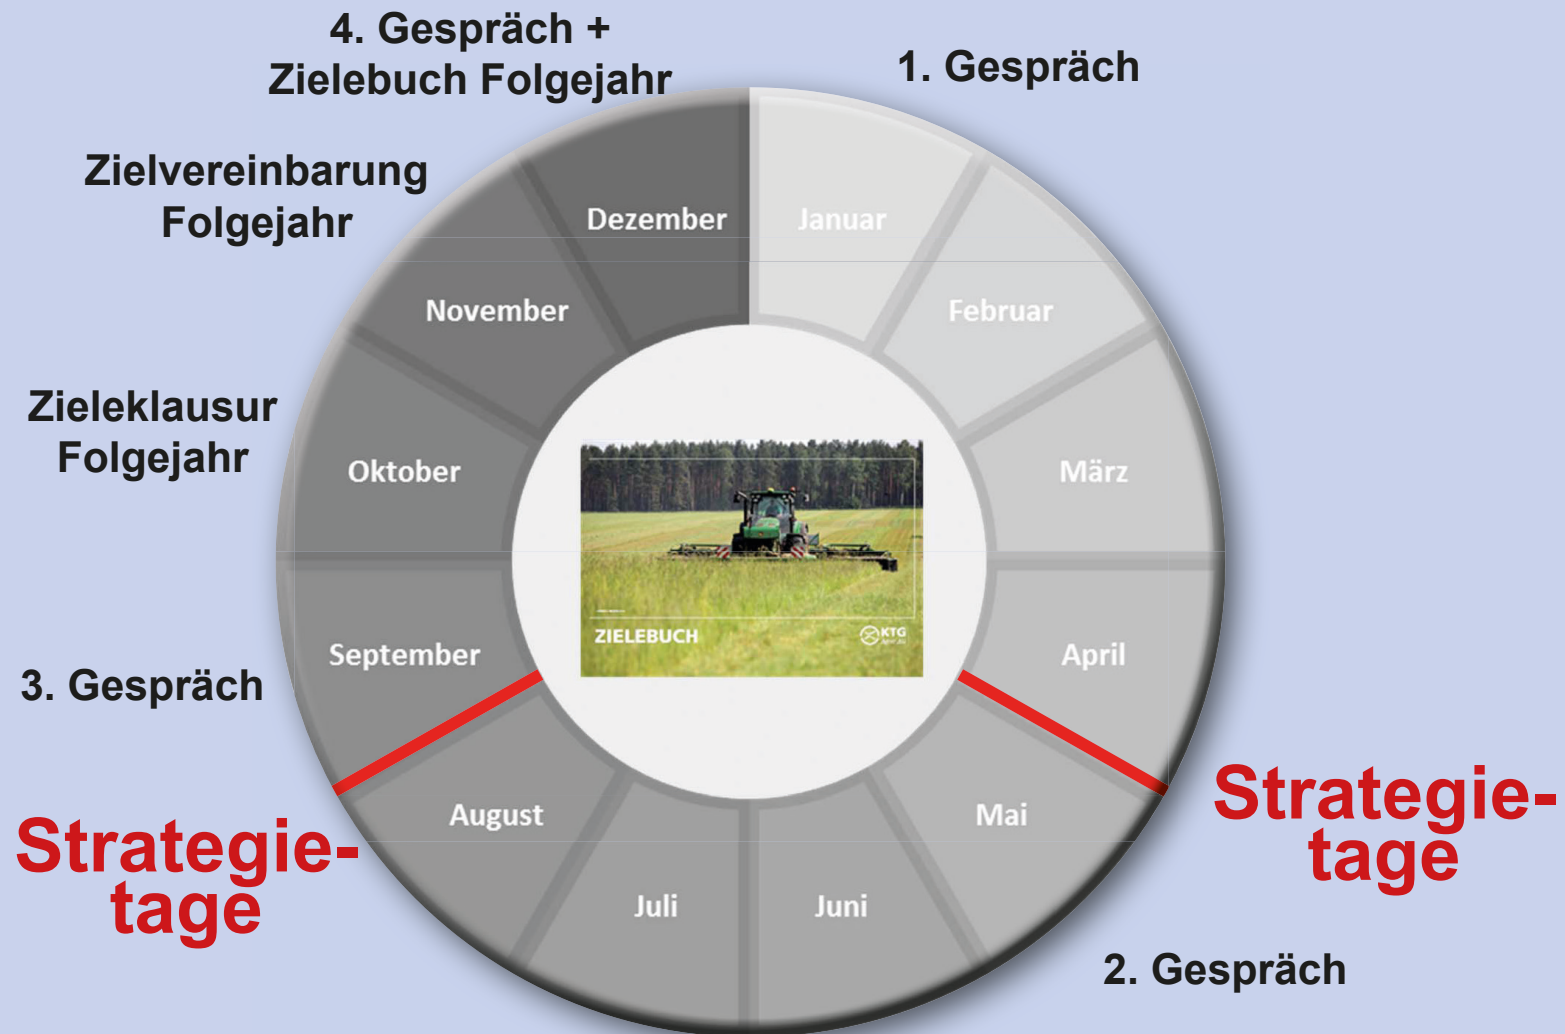 4. Gespräch +
Zielebuch Folgejahr
1. Gespräch
Zielvereinbarung
Folgejahr
Dezember
Januar
November
Februar
Zieleklausur
Folgejahr
Oktober
März
ZIELEBUCH
KTG
September
April
3. Gespräch
Strategie-
tage
August
Mai
Strategie-
tage
Juli
Juni
2. Gespräch